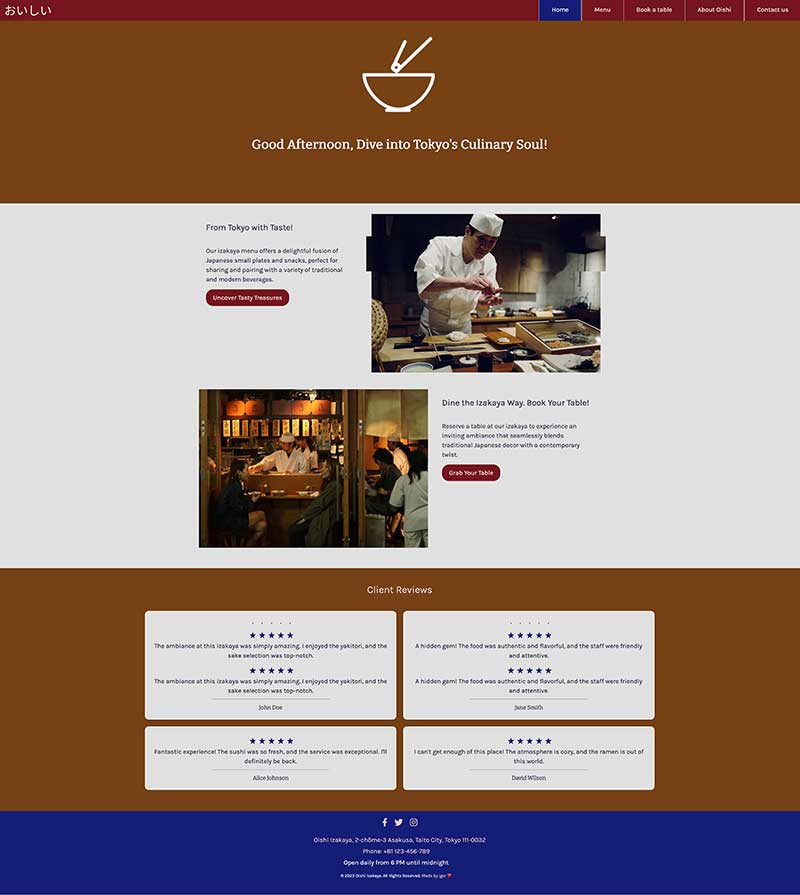 おいしい
Home Menu Book a table About Oishi Contact us
Good Afternoon, Dive into Tokyo's Culinary Soul!
From Tokyo with Taste!
Our izakaya menu offers a delightful fusion of
Japanese small plates and snacks, perfect for
sharing and pairing with a variety of traditional
and modern beverages.
Uncover Tasty Treasures
Dine the Izakaya Way. Book Your Table!
Reserve a table at our izakaya to experience an
inviting ambiance that seamlessly blends
traditional Japanese decor with a contemporary
twist.
Grab Your Table
Client Reviews
The ambiance at this izakaya was simply amazing. I enjoyed the yakitori, and the
sake selection was top-notch.
The ambiance at this izakaya was simply amazing. I enjoyed the yakitori, and the
sake selection was top-notch.
John Doe
A hidden gem! The food was authentic and flavorful, and the staff were friendly
and attentive.
A hidden gem! The food was authentic and flavorful, and the staff were friendly
and attentive.
Jane Smith
Fantastic experience! The sushi was so fresh, and the service was exceptional. I'll
definitely be back.
Alice Johnson
I can't get enough of this place! The atmosphere is cozy, and the ramen is out of
this world.
David Wilson
Oishi Izakaya, 2-chōme-3 Asakusa, Taito City, Tokyo 111-0032
Phone: +81 123-456-789
Open daily from 6 PM until midnight
© 2023 Oishi Izakaya. All Rights Reserved. Made by Igor